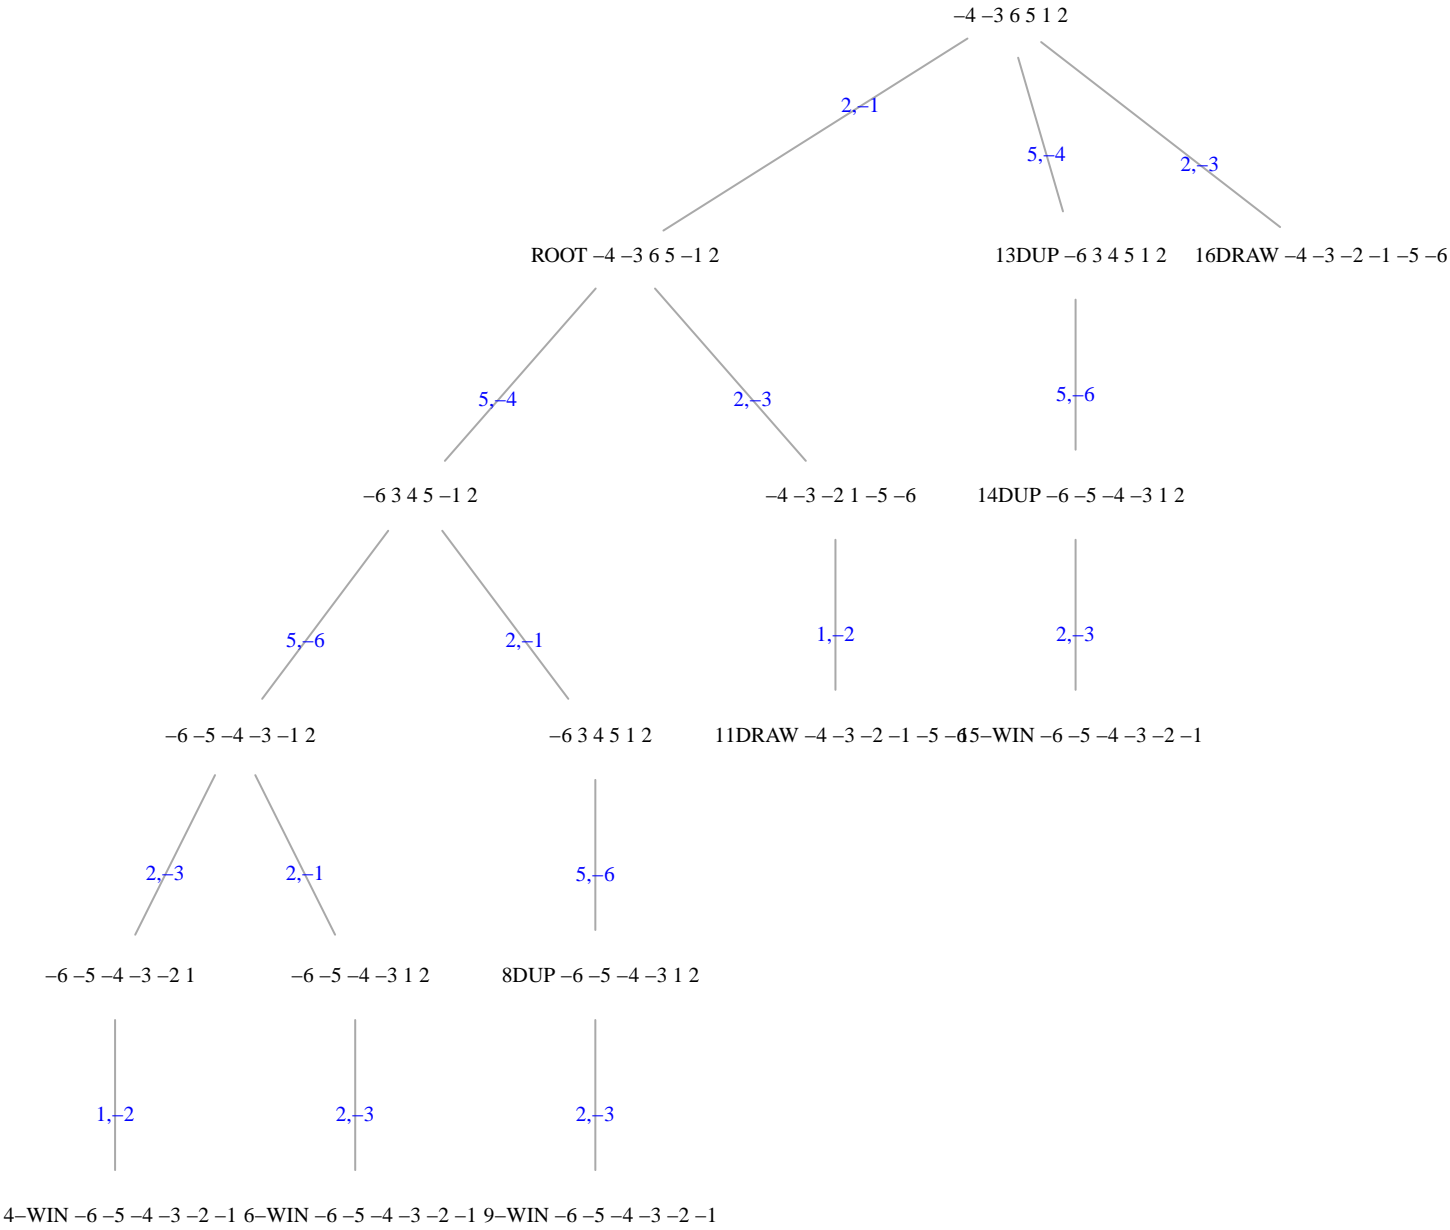 −4 −3 6 5 1 2
2,−1
5,−4
2,−3
ROOT −4 −3 6 5 −1 2
13DUP −6 3 4 5 1 2
16DRAW −4 −3 −2 −1 −5 −6
5,−4
2,−3
5,−6
−6 3 4 5 −1 2
−4 −3 −2 1 −5 −6
14DUP −6 −5 −4 −3 1 2
5,−6
2,−1
1,−2
2,−3
−6 −5 −4 −3 −1 2
−6 3 4 5 1 2
11DRAW −4 −3 −2 −1 −5 −6
15−WIN −6 −5 −4 −3 −2 −1
2,−3
2,−1
5,−6
−6 −5 −4 −3 −2 1
−6 −5 −4 −3 1 2
8DUP −6 −5 −4 −3 1 2
1,−2
2,−3
2,−3
4−WIN −6 −5 −4 −3 −2 −1
6−WIN −6 −5 −4 −3 −2 −1
9−WIN −6 −5 −4 −3 −2 −1